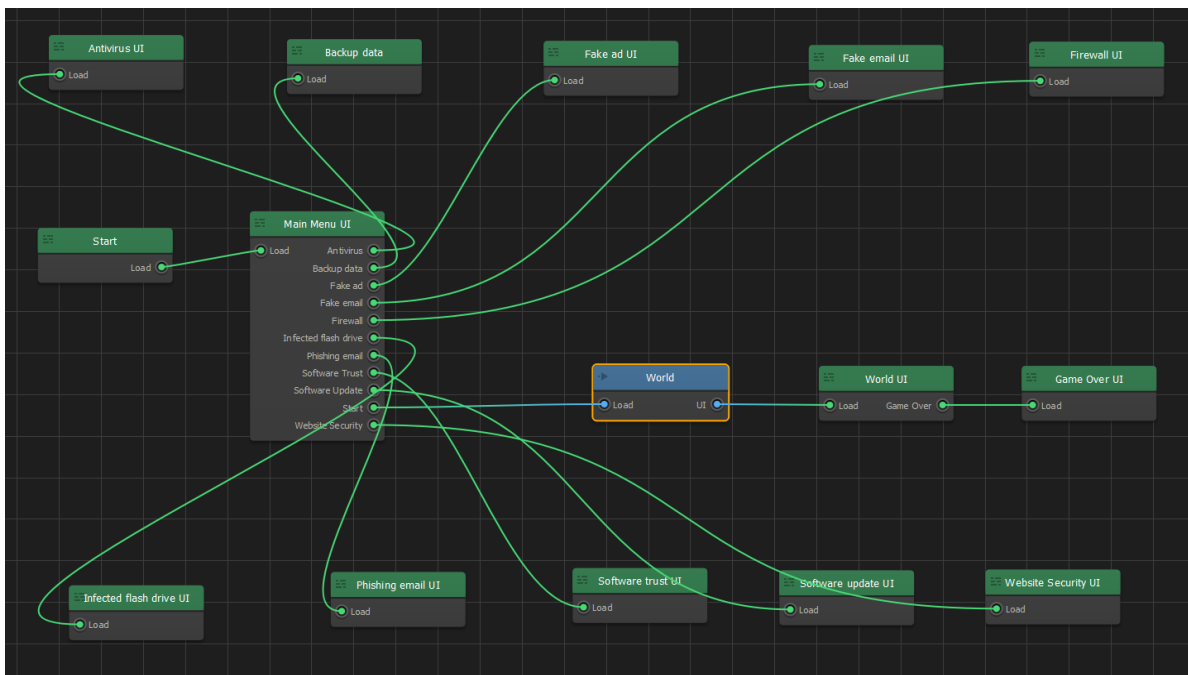 Antivirus UI
Load
Backup data
Load
Fake ad UI
Load
Fake email UI
Load
Firewall UI
Load
Start
Load
Main Menu UI
Load Antivirus
Backup data
Fake ad
Fake email
Firewall
Infected flash drive
Phishing email
Software Trust
Software Update
Start
Website Security
World
Load UI
World UI
Load Game Over
Game Over UI
Load
Infected flash drive UI
Load
Phishing email UI
Load
Software trust UI
Load
Software update UI
Load
Website Security UI
Load